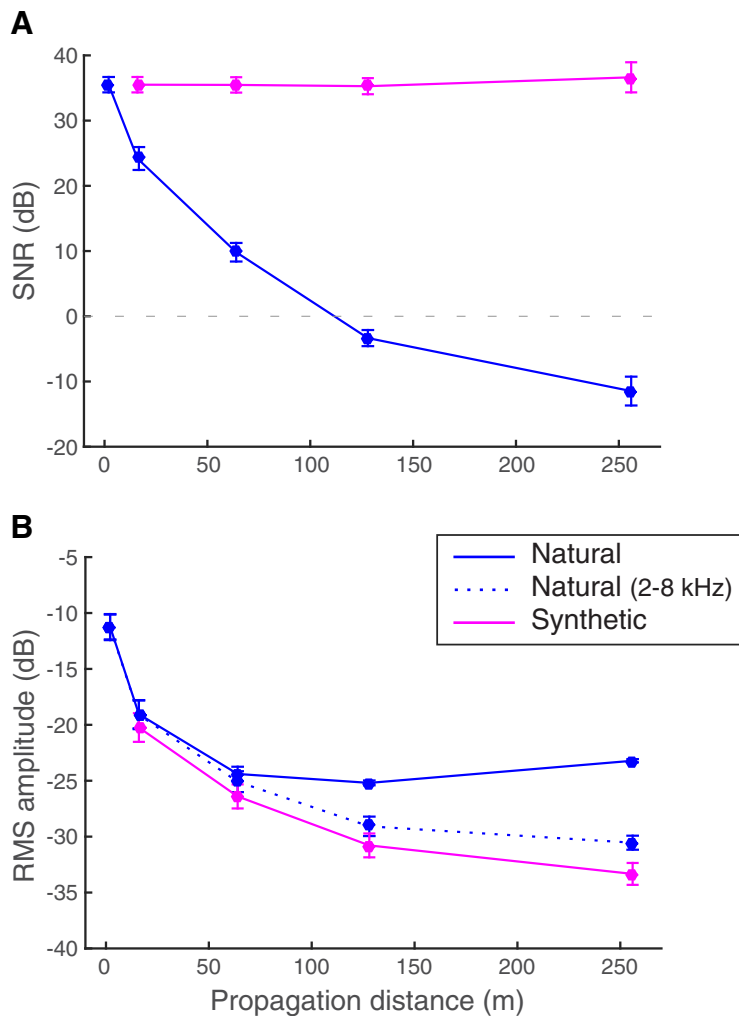 A
SNR (dB)
40
30
20
10
0
-10
-20
0 50 100 150 200 250
B
RMS amplitude (dB)
-5
-10
-15
-20
-25
-30
-35
-40
Natural
Natural (2-8 kHz)
Synthetic
0 50 100 150 200 250
Propagation distance (m)